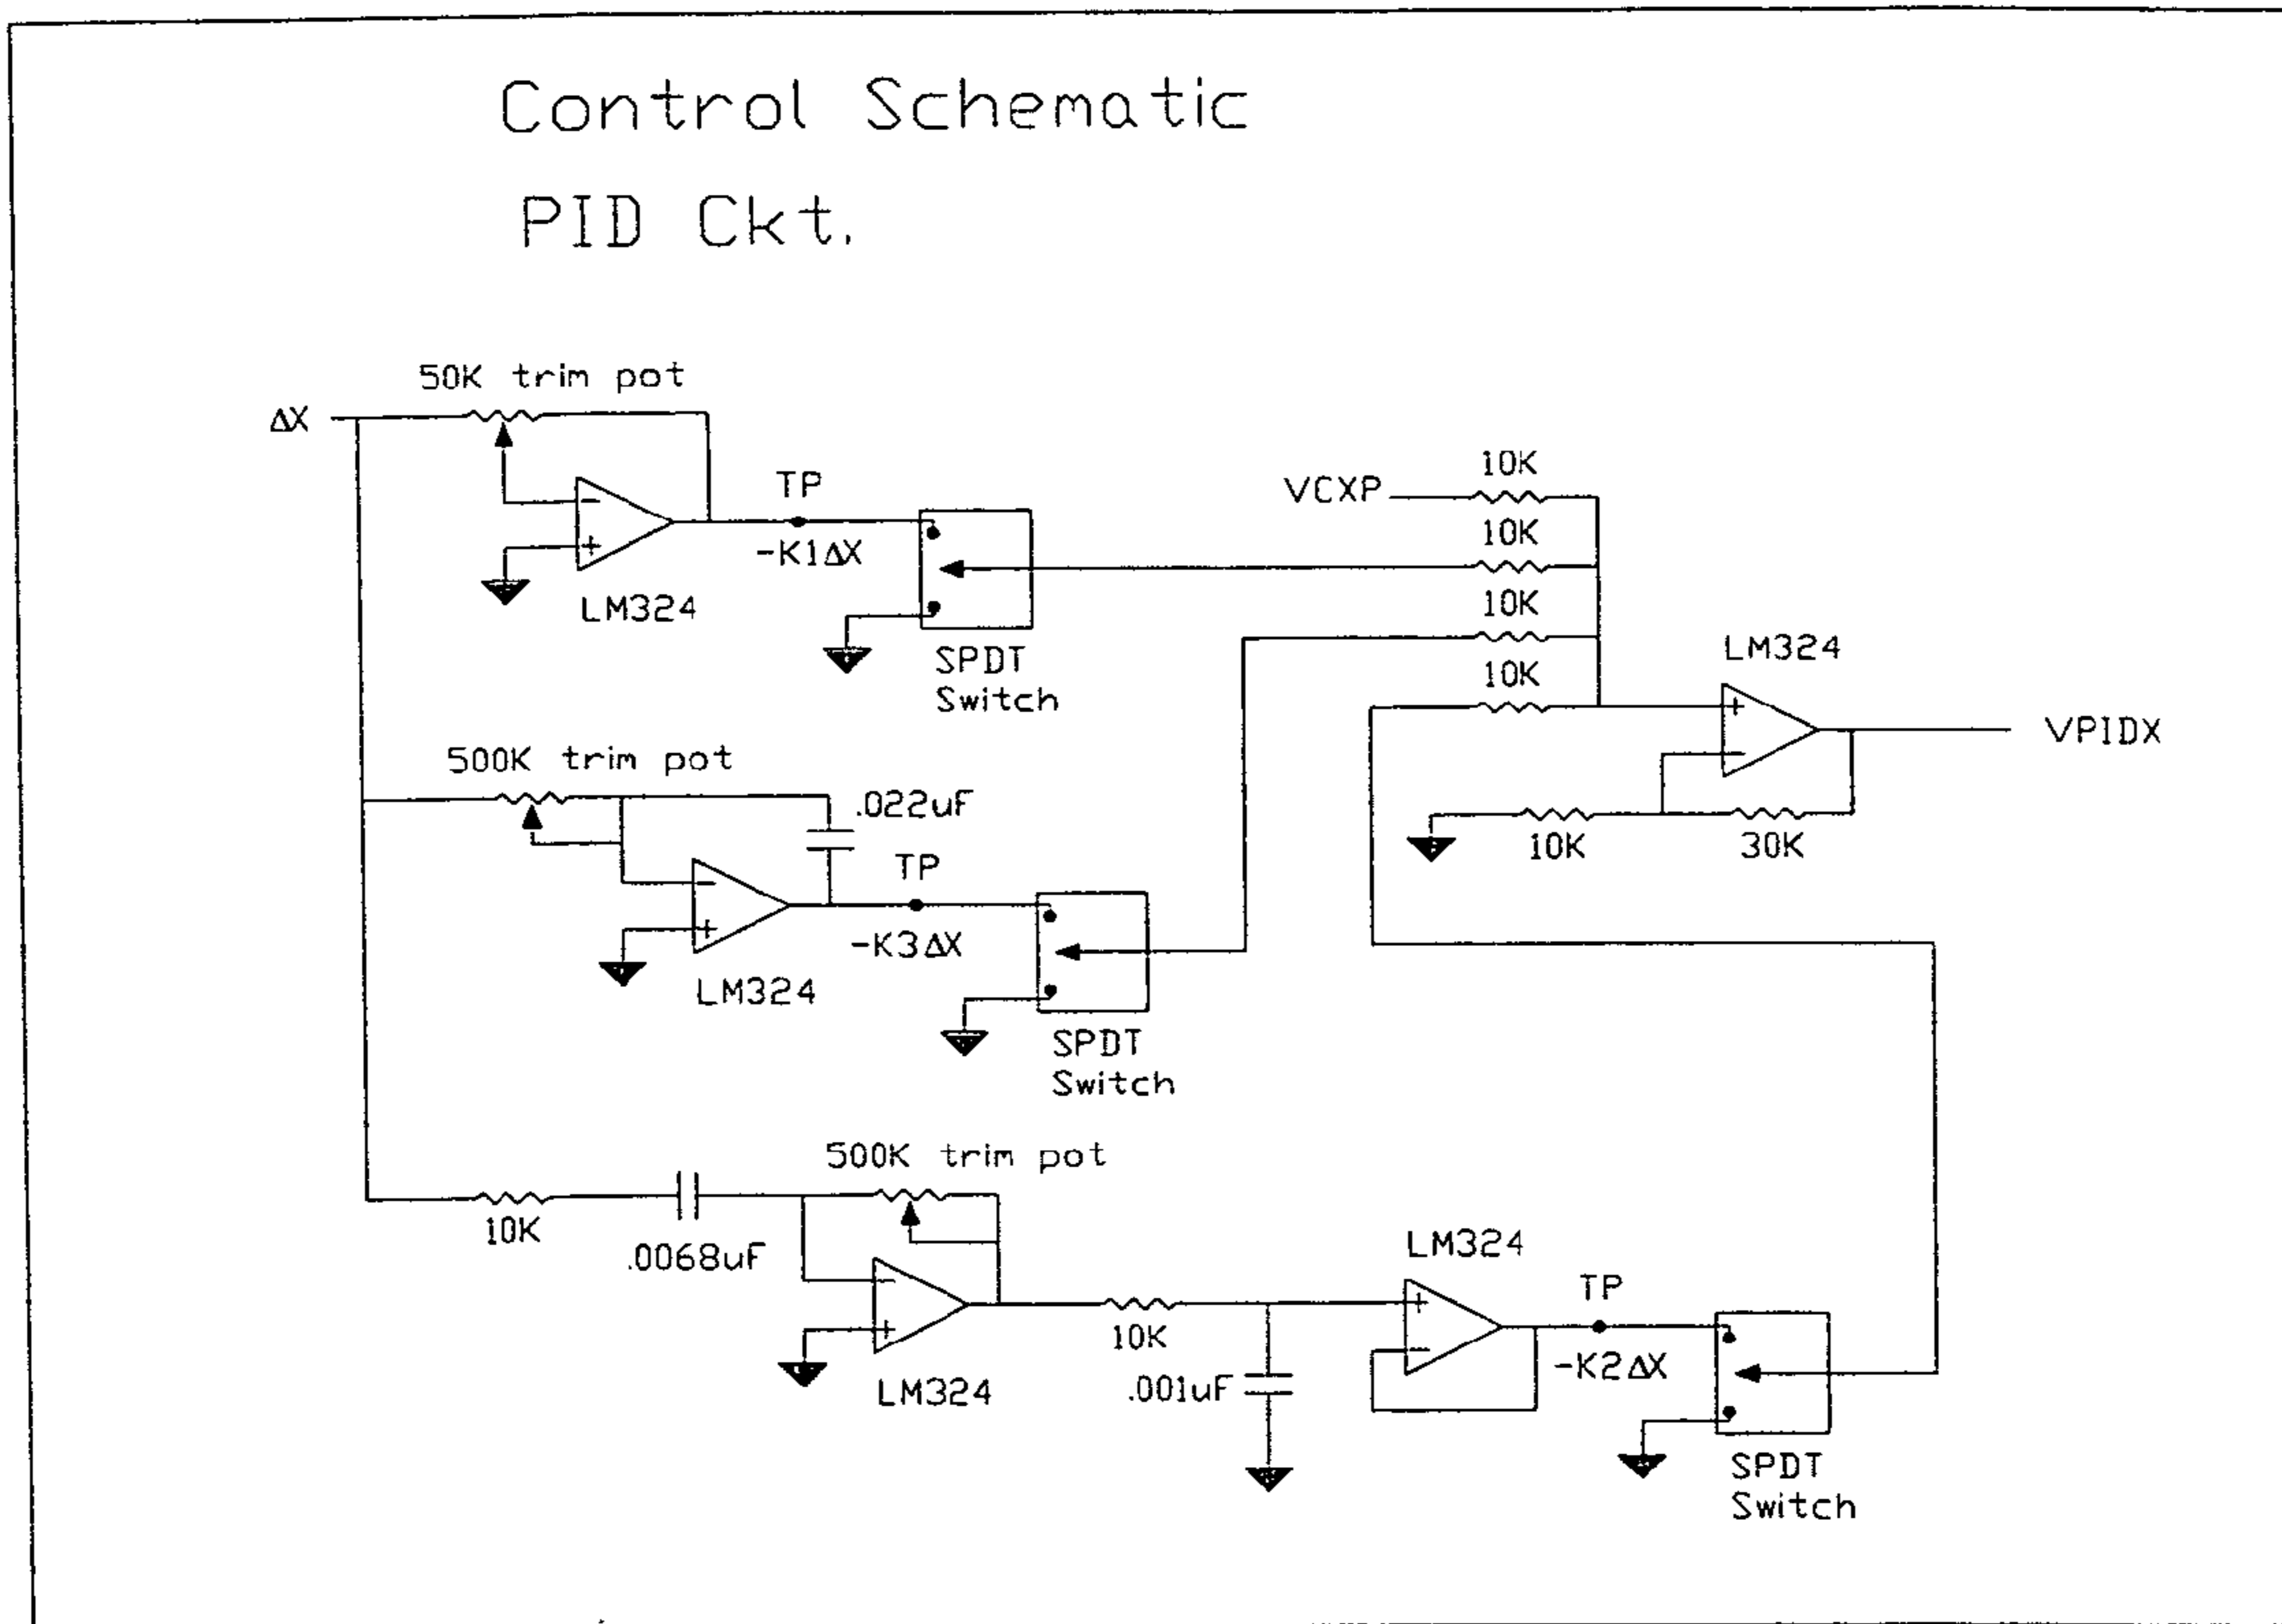 Control Schematic
PID Ckt.
50K trim pot
ΔX
TP
-K1ΔX
LM324
SPDT
Switch
VCXP
10K
10K
10K
10K
LM324
VPIDX
10K
30K
500K trim pot
.022uF
TP
-K3ΔX
LM324
SPDT
Switch
500K trim pot
10K
.0068uF
LM324
10K
.001uF
LM324
TP
-K2ΔX
SPDT
Switch